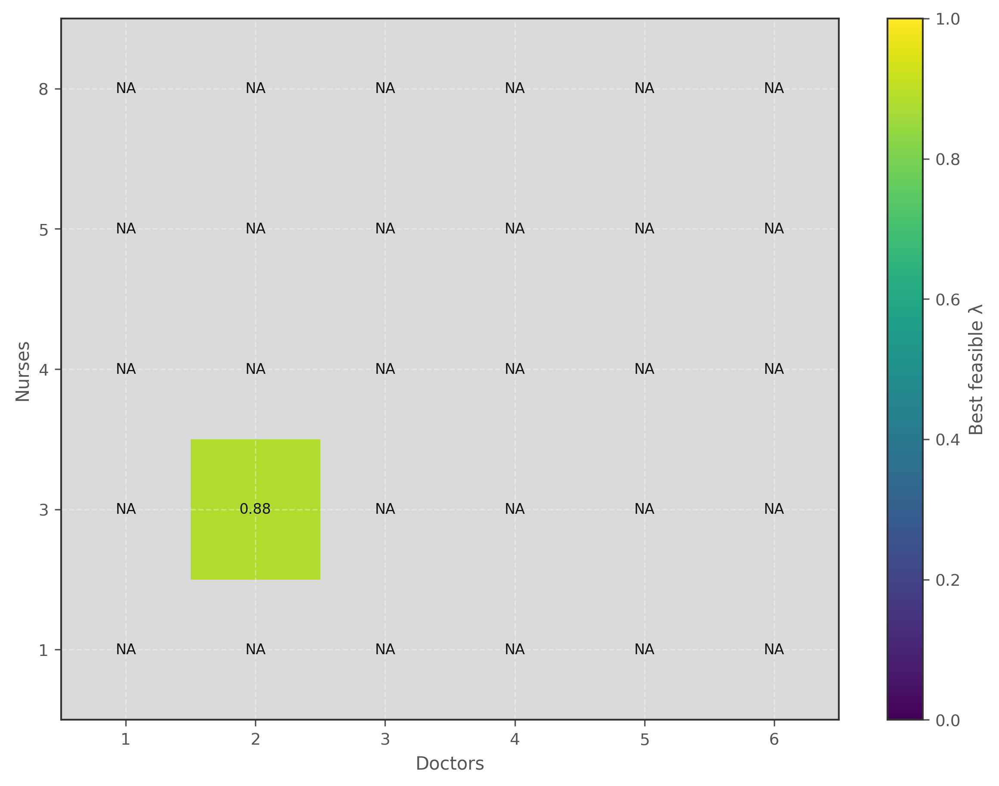 1.0
8 NA NA NA NA NA NA
0.8
5 NA NA NA NA NA NA
0.6
4 NA NA NA NA NA NA
Nurses
Best feasible λ
0.4
3 NA 0.88 NA NA NA NA
0.2
1 NA NA NA NA NA NA
0.0
1 2 3 4 5 6
Doctors